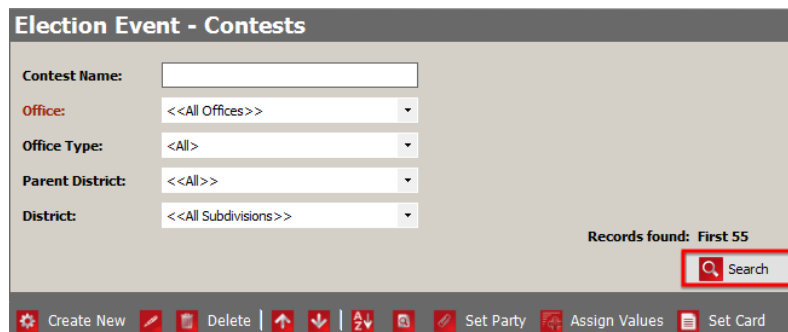 Election Event - Contests
Contest Name:
Office: <<All Offices>>
Office Type: <All>
Parent District: <<All>>
District: <<All Subdivisions>>
Records found: First 55
Search
Create New Delete A Z Set Party Assign Values Set Card